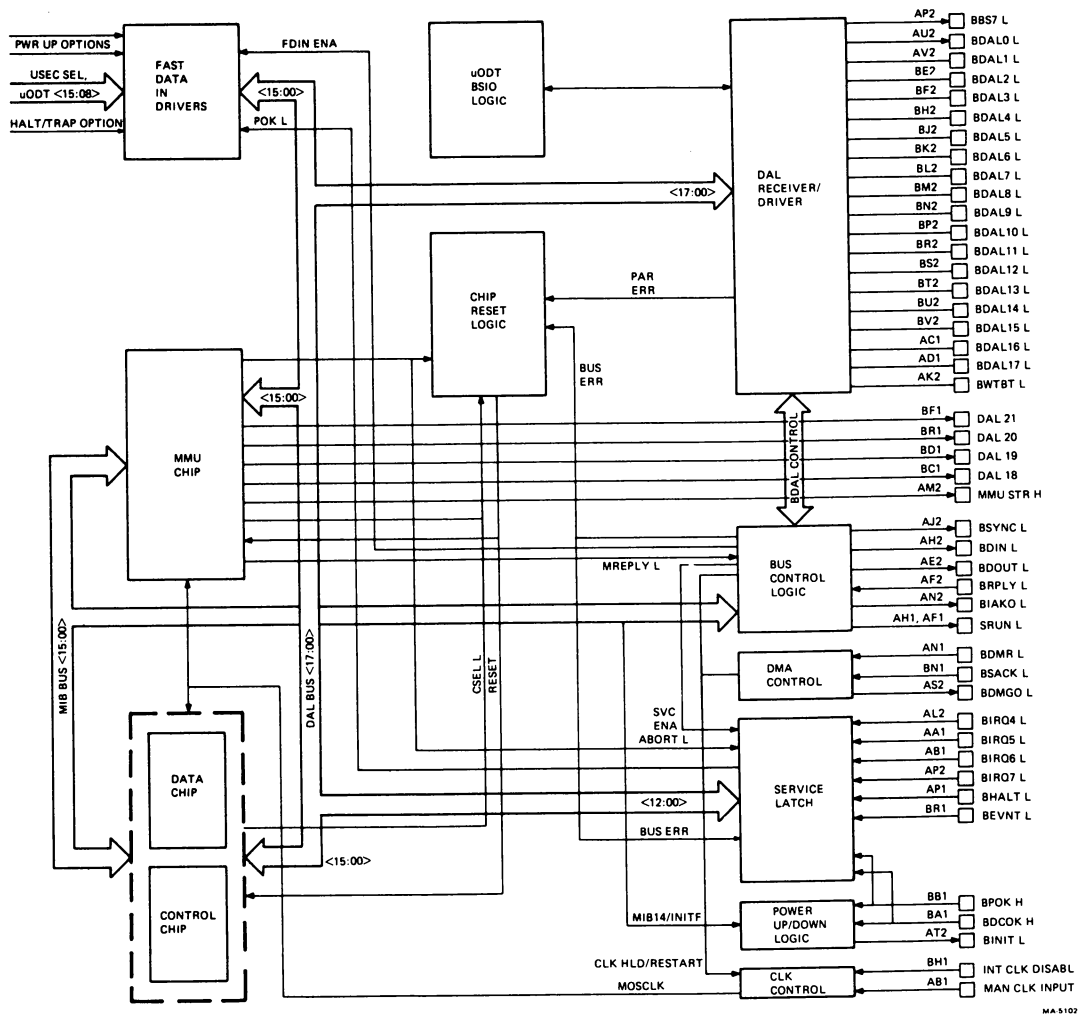 PWR UP OPTIONS
USEC SEL,
uODT <15:08>
HALT/TRAP OPTION
FAST
DATA
IN
DRIVERS
FDIN ENA
<15:00>
POK L
uODT
BSIO
LOGIC
<17:00>
DAL
RECEIVER/
DRIVER
AP2 BBS7 L
AU2 BDAL0 L
AV2 BDAL1 L
BE2 BDAL2 L
BF2 BDAL3 L
BH2 BDAL4 L
BJ2 BDAL5 L
BK2 BDAL6 L
BL2 BDAL7 L
BM2 BDAL8 L
BN2 BDAL9 L
BP2 BDAL10 L
BR2 BDAL11 L
BS2 BDAL12 L
BT2 BDAL13 L
BU2 BDAL14 L
BV2 BDAL15 L
AC1 BDAL16 L
AD1 BDAL17 L
AK2 BWTBT L
CHIP
RESET
LOGIC
PAR
ERR
BUS
ERR
MMU
CHIP
<15:00>
BDAL CONTROL
BF1 DAL 21
BR1 DAL 20
BD1 DAL 19
BC1 DAL 18
AM2 MMU STR H
MREPLY L
BUS
CONTROL
LOGIC
AJ2 BSYNC L
AH2 BDIN L
AE2 BDOUT L
AF2 BRPLY L
AN2 BIAKO L
AH1, AF1 SRUN L
MIB BUS <15:00>
DAL BUS <17:00>
CSEL L
RESET
DMA
CONTROL
AN1 BDMR L
BN1 BSACK L
AS2 BDMGO L
SVC
ENA
ABORT L
<12:00>
BUS ERR
SERVICE
LATCH
AL2 BIRQ4 L
AA1 BIRQ5 L
AB1 BIRQ6 L
AP2 BIRQ7 L
AP1 BHALT L
BR1 BEVNT L
DATA
CHIP
<15:00>
CONTROL
CHIP
MIB14/INITF
POWER
UP/DOWN
LOGIC
BB1 BPOK H
BA1 BDCOK H
AT2 BINIT L
CLK HLD/RESTART
MOSCLK
CLK
CONTROL
BH1 INT CLK DISABL
AB1 MAN CLK INPUT
MA-5102